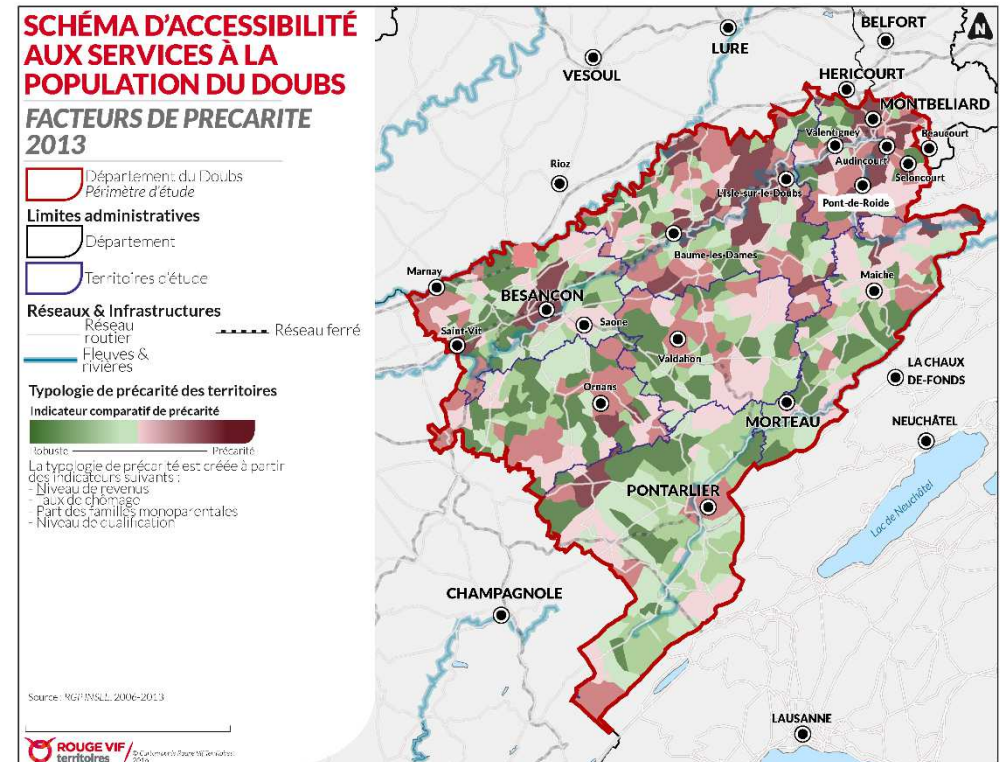 SCHÉMA D'ACCESSIBILITÉ
AUX SERVICES À LA
POPULATION DU DOUBS
FACTEURS DE PRECARITE
2013
Département du Doubs
Périmètre d'étude
Limites administratives
Département
Territoires d'étude
Réseaux & Infrastructures
Réseau
routier
Réseau ferré
Fleuves &
rivières
Typologie de précarité des territoires
Indicateur comparatif de précarité
Robuste
Précarité
La typologie de précarité est créée à partir
des indicateurs suivants :
- Niveau de revenus
- Taux de chômage
- Part des familles monoparentales
- Niveau de qualification
Source : RGP INSEE, 2006-2013
ROUGE VIF
territoires
N
BELFORT
LURE
VESOUL
HERICOURT
MONTBELIARD
Valentigney
Beaucourt
Audincourt
Seloncourt
Rioz
L'Isle-sur-le-Doubs
Pont-de-Roide
Baume-les-Dames
Marnay
Maîche
BESANÇON
Saône
Saint-Vit
Valdahon
LA CHAUX
DE-FONDS
Ornans
MORTEAU
NEUCHÂTEL
PONTARLIER
Lac de Neuchâtel
CHAMPAGNOLE
LAUSANNE